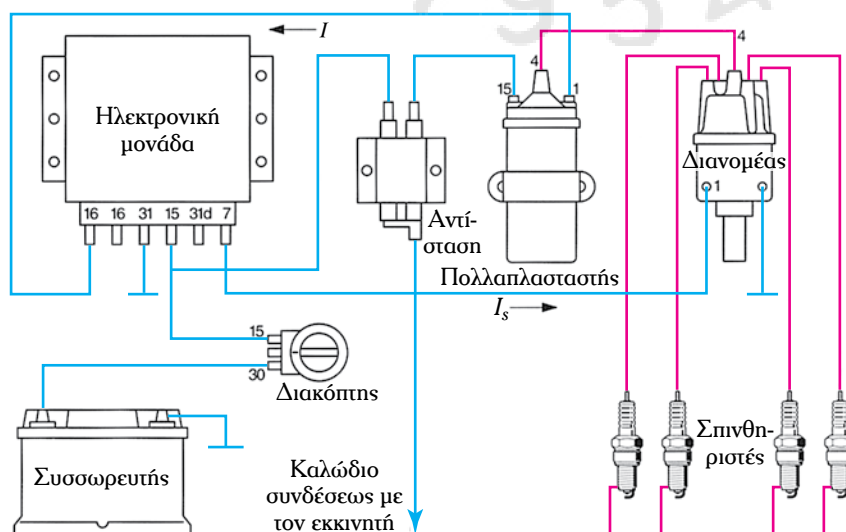 I
4
4
15
1
Ηλεκτρονική
μονάδα
Διανομέας
1
16 16 31 15 31d 7
Αντί-
σταση
Πολλαπλασταστής
Is
15
30
Διακόπτης
Συσσωρευτής
Σπινθη-
ριστές
Καλώδιο
συνδέσεως με
τον εκκινητή